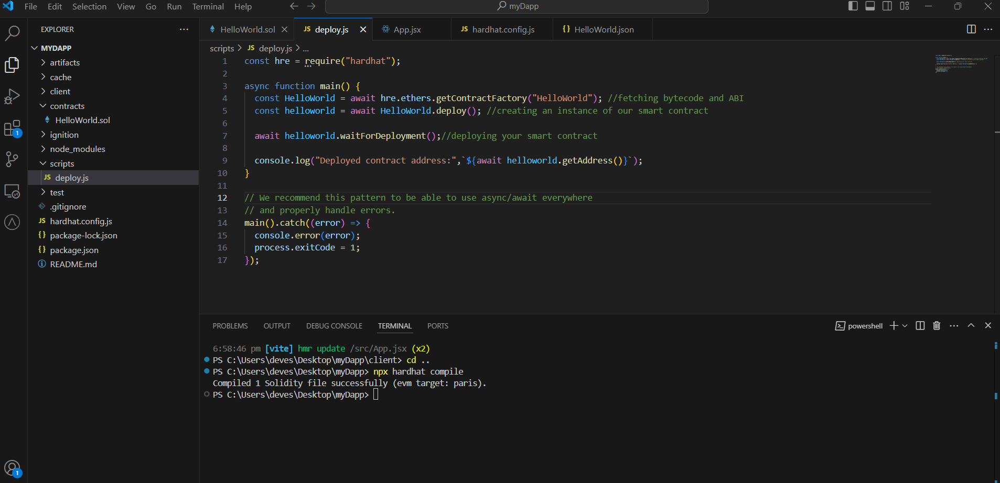 File Edit Selection View Go Run Terminal Help
myDapp
EXPLORER
MYDAPP
artifacts
cache
client
contracts
HelloWorld.sol
ignition
node_modules
scripts
JS deploy.js
test
.gitignore
JS hardhat.config.js
{} package-lock.json
{} package.json
README.md
1
1
HelloWorld.sol
JS deploy.js
App.jsx
JS hardhat.config.js
{} HelloWorld.json
scripts > JS deploy.js > ...
1 const hre = require("hardhat");
2
3 async function main() {
4 const HelloWorld = await hre.ethers.getContractFactory("HelloWorld"); //fetching bytecode and ABI
5 const helloworld = await HelloWorld.deploy(); //creating an instance of our smart contract
6
7 await helloworld.waitForDeployment();//deploying your smart contract
8
9 console.log("Deployed contract address:",`${await helloworld.getAddress()}`);
10 }
11
12 // We recommend this pattern to be able to use async/await everywhere
13 // and properly handle errors.
14 main().catch((error) => {
15 console.error(error);
16 process.exitCode = 1;
17 });
PROBLEMS OUTPUT DEBUG CONSOLE TERMINAL PORTS
powershell
6:58:46 pm [vite] hmr update /src/App.jsx (x2)
PS C:\Users\deves\Desktop\myDapp\client> cd ..
PS C:\Users\deves\Desktop\myDapp> npx hardhat compile
Compiled 1 Solidity file successfully (evm target: paris).
PS C:\Users\deves\Desktop\myDapp>